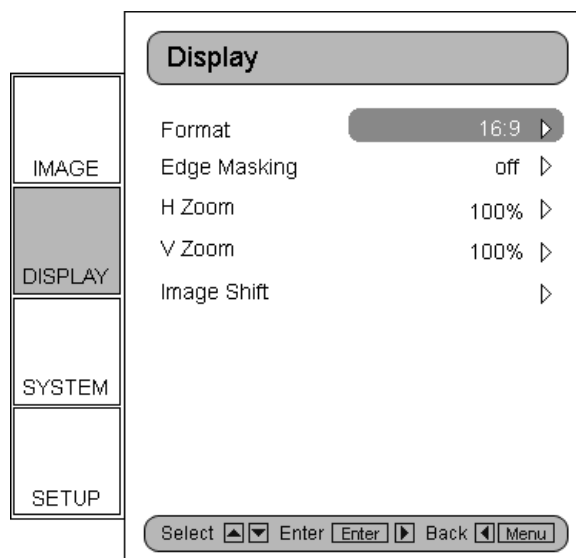 Display
IMAGE
DISPLAY
SYSTEM
SETUP
Format 16:9
Edge Masking off
H Zoom 100%
V Zoom 100%
Image Shift
Select Enter Enter Back Menu